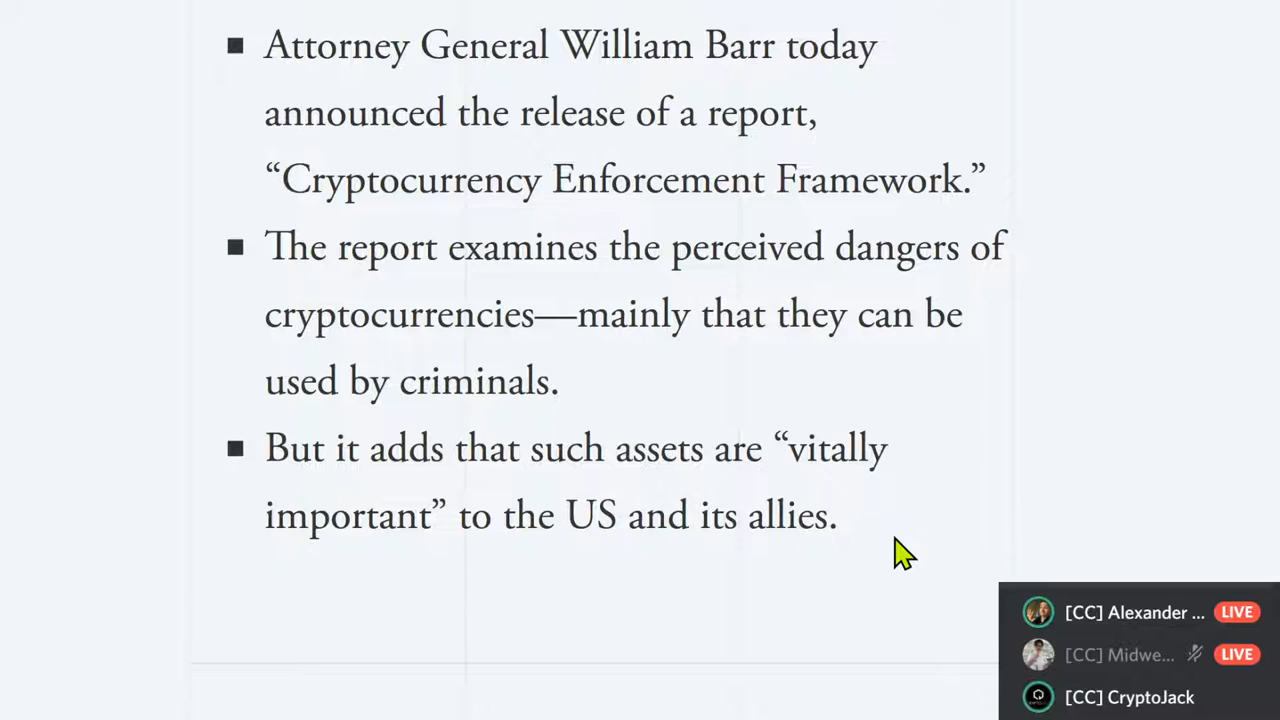 ■ Attorney General William Barr today
announced the release of a report,
“Cryptocurrency Enforcement Framework.”
■ The report examines the perceived dangers of
cryptocurrencies—mainly that they can be
used by criminals.
■ But it adds that such assets are “vitally
important” to the US and its allies.
[CC] Alexander ... LIVE
[CC] Midwe... LIVE
[CC] CryptoJack